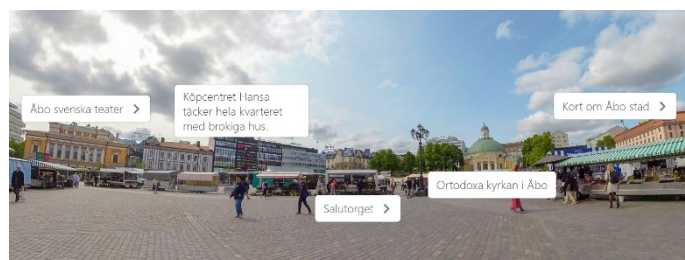 Åbo svenska teater
Köpcentret Hansa
täcker hela kvarteret
med brokiga hus.
Kort om Åbo stad
Ortodoxa kyrkan i Åbo
Salutorget